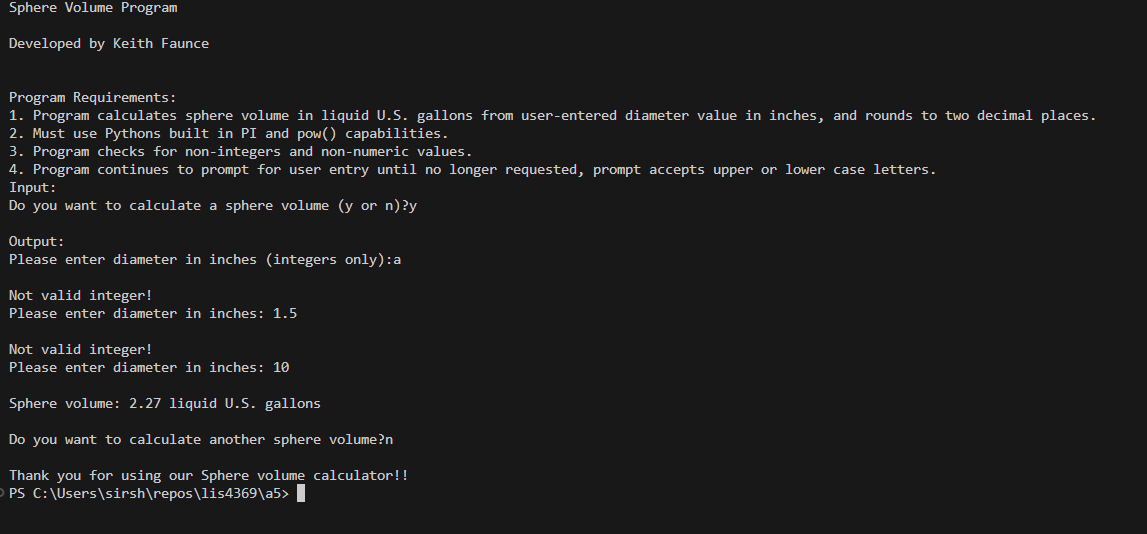 Sphere Volume Program
Developed by Keith Faunce
Program Requirements:
1. Program calculates sphere volume in liquid U.S. gallons from user-entered diameter value in inches, and rounds to two decimal places.
2. Must use Pythons built in PI and pow() capabilities.
3. Program checks for non-integers and non-numeric values.
4. Program continues to prompt for user entry until no longer requested, prompt accepts upper or lower case letters.
Input:
Do you want to calculate a sphere volume (y or n)?y
Output:
Please enter diameter in inches (integers only):a
Not valid integer!
Please enter diameter in inches: 1.5
Not valid integer!
Please enter diameter in inches: 10
Sphere volume: 2.27 liquid U.S. gallons
Do you want to calculate another sphere volume?n
Thank you for using our Sphere volume calculator!!
PS C:\Users\sirsh\repos\lis4369\a5>